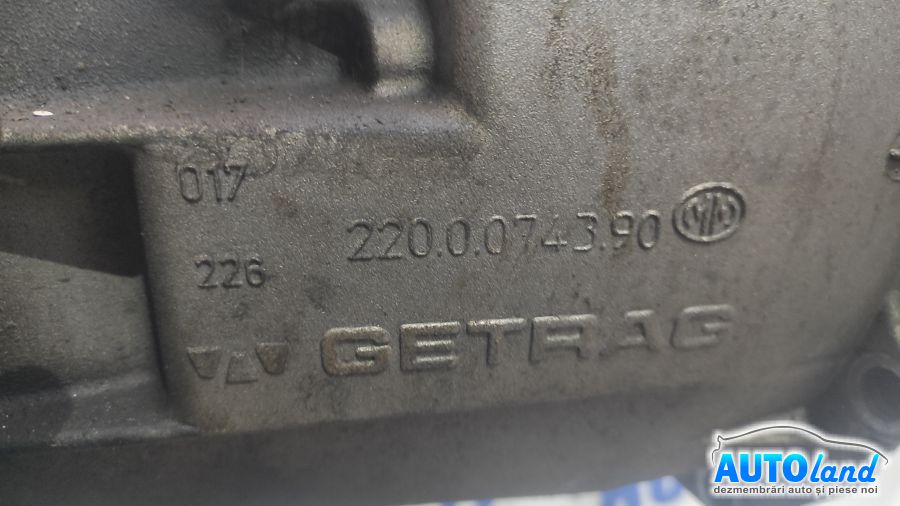 017
220.0.0743.90
226
GETRAG
AUTOland
dezmembrări auto și piese noi